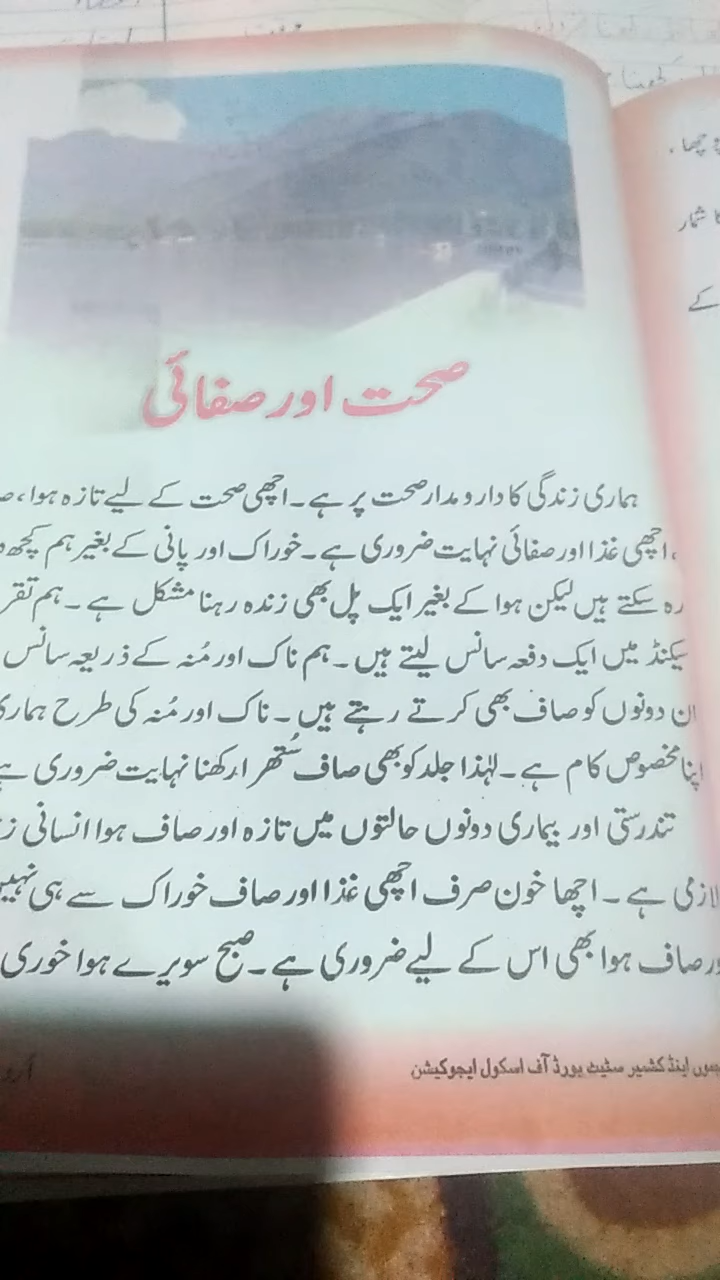 صحت اور صفائی
ہماری زندگی کا دارومدار صحت پر ہے۔ اچھی صحت کے لیے تازہ ہوا،
اچھی غذا اور صفائی نہایت ضروری ہے۔ خوراک اور پانی کے بغیر ہم کچھ
رہ سکتے ہیں لیکن ہوا کے بغیر ایک پل بھی زندہ رہنا مشکل ہے۔ ہم
سیکنڈ میں ایک دفعہ سانس لیتے ہیں۔ ہم ناک اور مُنہ کے ذریعہ سانس
ان دونوں کو صاف بھی کرتے رہتے ہیں۔ ناک اور مُنہ کی طرح ہماری
اپنا مخصوص کام ہے۔ لہٰذا جلد کو بھی صاف سُتھرا رکھنا نہایت ضروری ہے
تندرستی اور بیماری دونوں حالتوں میں تازہ اور صاف ہوا انسانی
لازمی ہے۔ اچھا خون صرف اچھی غذا اور صاف خوراک سے ہی نہیں
اور صاف ہوا بھی اس کے لیے ضروری ہے۔ صبح سویرے ہوا خوری
جموں اینڈ کشمیر سٹیٹ بورڈ آف اسکول ایجوکیشن
شمار
کے